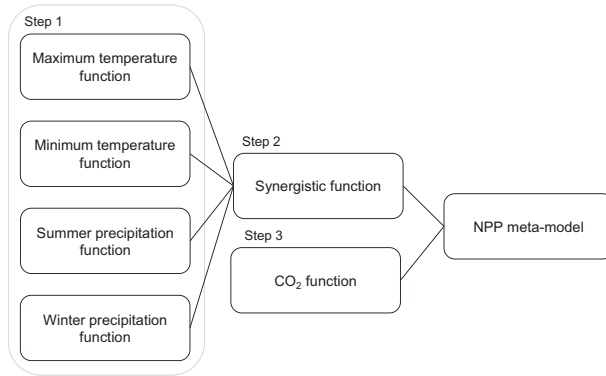 Step 1
Maximum temperature
function
Minimum temperature
function
Summer precipitation
function
Winter precipitation
function
Step 2
Synergistic function
Step 3
CO₂ function
NPP meta-model